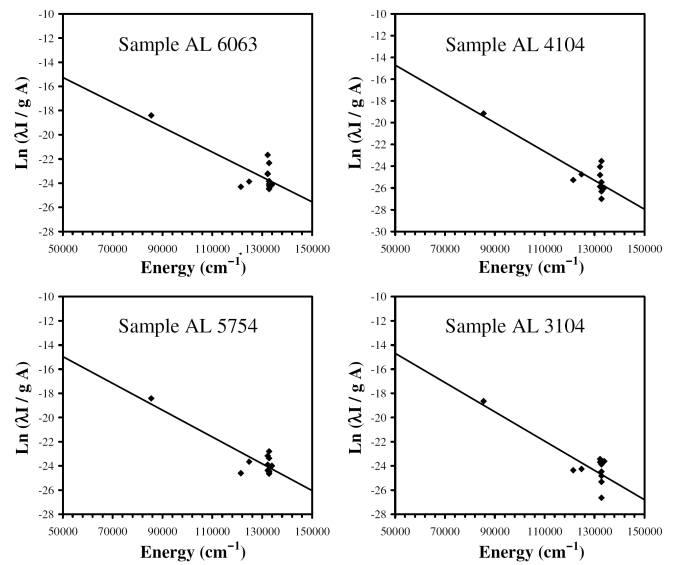 -10
-12
-14
-16
-18
-20
-22
-24
-26
-28
Sample AL 6063
Ln (λI / g A)
50000 70000 90000 110000 130000 150000
Energy (cm⁻¹)
-10
-12
-14
-16
-18
-20
-22
-24
-26
-28
-30
Sample AL 4104
Ln (λI / g A)
50000 70000 90000 110000 130000 150000
Energy (cm⁻¹)
-10
-12
-14
-16
-18
-20
-22
-24
-26
-28
Sample AL 5754
Ln (λI / g A)
50000 70000 90000 110000 130000 150000
Energy (cm⁻¹)
-10
-12
-14
-16
-18
-20
-22
-24
-26
-28
Sample AL 3104
Ln (λI / g A)
50000 70000 90000 110000 130000 150000
Energy (cm⁻¹)